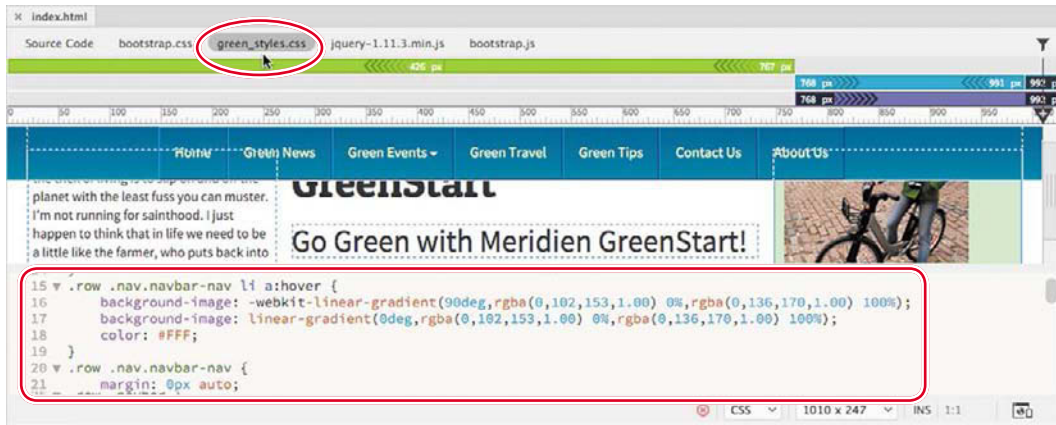 × index.html
Source Code bootstrap.css green_styles.css jquery-1.11.3.min.js bootstrap.js
426 px 767 px
768 px 991 px 992 p
768 px 992 p
0 50 100 150 200 250 300 350 400 450 500 550 600 650 700 750 800 850 900 950
Home Green News Green Events Green Travel Green Tips Contact Us About Us
planet with the least fuss you can muster.
I'm not running for sainthood. I just
happen to think that in life we need to be
a little like the farmer, who puts back into
GreenStart
Go Green with Meridien GreenStart!
15 .row .nav.navbar-nav li a:hover {
16 background-image: -webkit-linear-gradient(90deg,rgba(0,102,153,1.00) 0%,rgba(0,136,170,1.00) 100%);
17 background-image: linear-gradient(0deg,rgba(0,102,153,1.00) 0%,rgba(0,136,170,1.00) 100%);
18 color: #FFF;
19 }
20 .row .nav.navbar-nav {
21 margin: 0px auto;
CSS 1010 x 247 INS 1:1